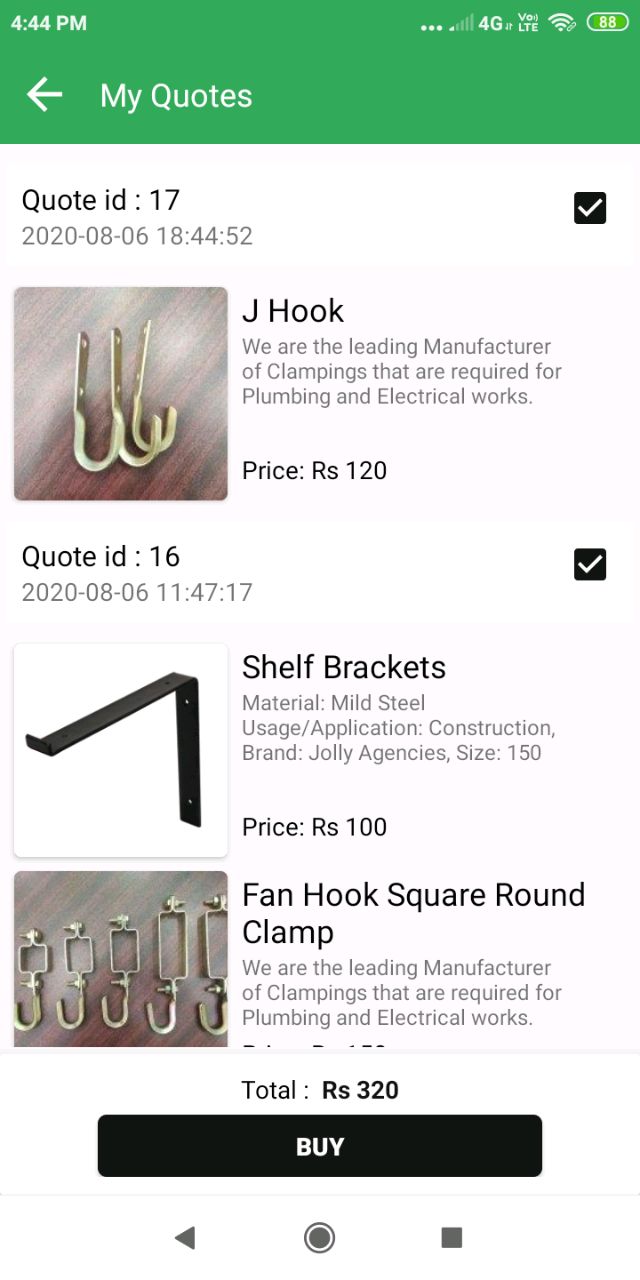 4:44 PM
4G Vo) LTE 88
My Quotes
Quote id : 17
2020-08-06 18:44:52
J Hook
We are the leading Manufacturer
of Clampings that are required for
Plumbing and Electrical works.
Price: Rs 120
Quote id : 16
2020-08-06 11:47:17
Shelf Brackets
Material: Mild Steel
Usage/Application: Construction,
Brand: Jolly Agencies, Size: 150
Price: Rs 100
Fan Hook Square Round
Clamp
We are the leading Manufacturer
of Clampings that are required for
Plumbing and Electrical works.
Total : Rs 320
BUY